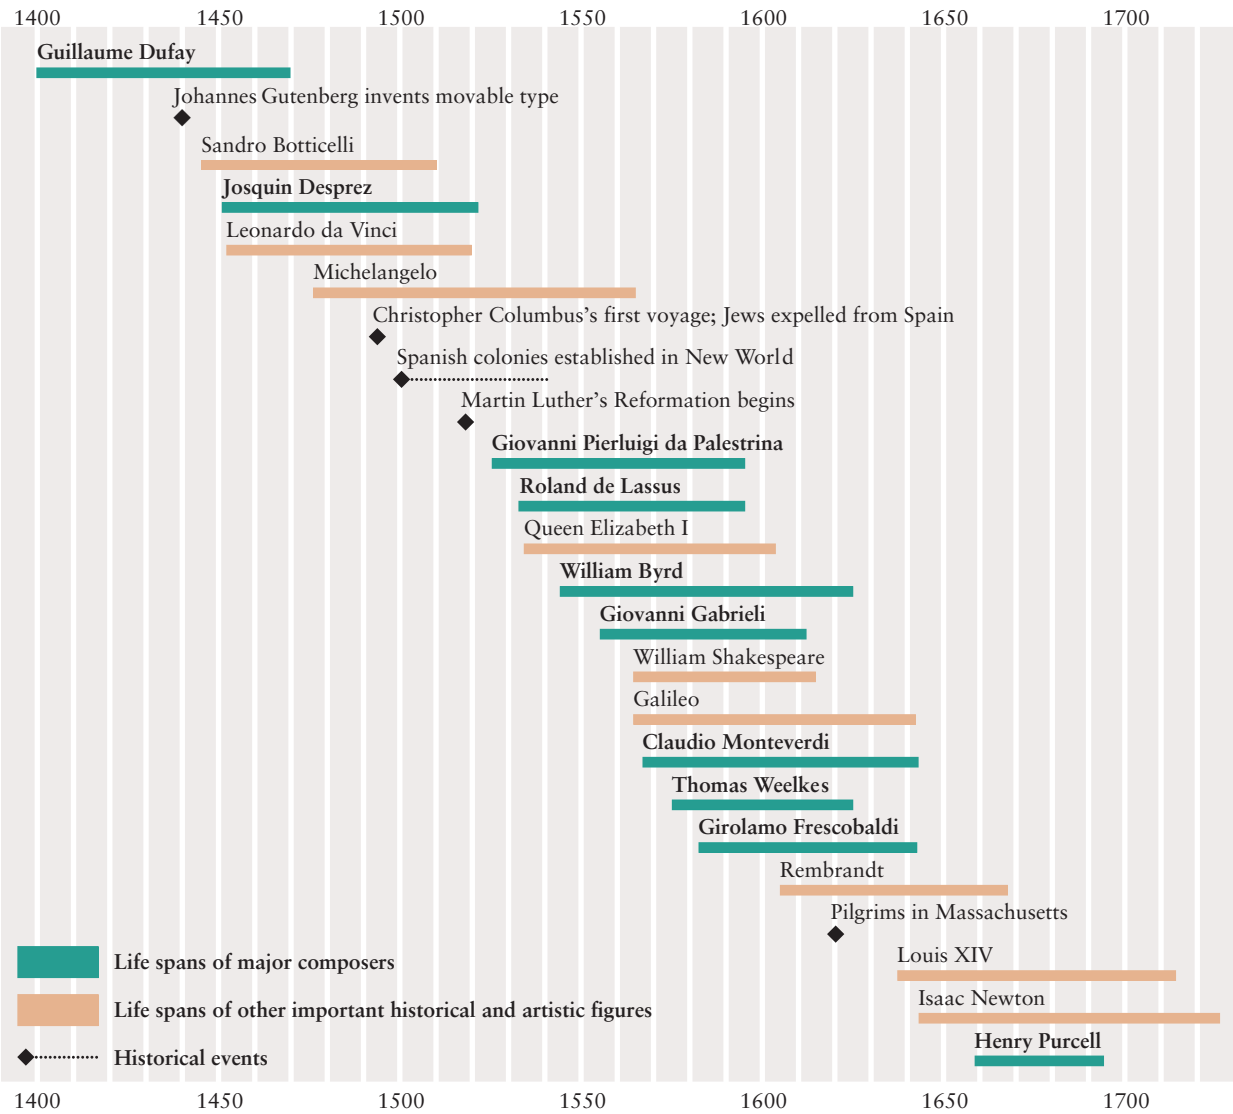 1400 1450 1500 1550 1600 1650 1700
Guillaume Dufay
Johannes Gutenberg invents movable type
Sandro Botticelli
Josquin Desprez
Leonardo da Vinci
Michelangelo
Christopher Columbus’s first voyage; Jews expelled from Spain
Spanish colonies established in New World
Martin Luther’s Reformation begins
Giovanni Pierluigi da Palestrina
Roland de Lassus
Queen Elizabeth I
William Byrd
Giovanni Gabrieli
William Shakespeare
Galileo
Claudio Monteverdi
Thomas Weelkes
Girolamo Frescobaldi
Rembrandt
Pilgrims in Massachusetts
Louis XIV
Isaac Newton
Henry Purcell
Life spans of major composers
Life spans of other important historical and artistic figures
Historical events
1400 1450 1500 1550 1600 1650 1700